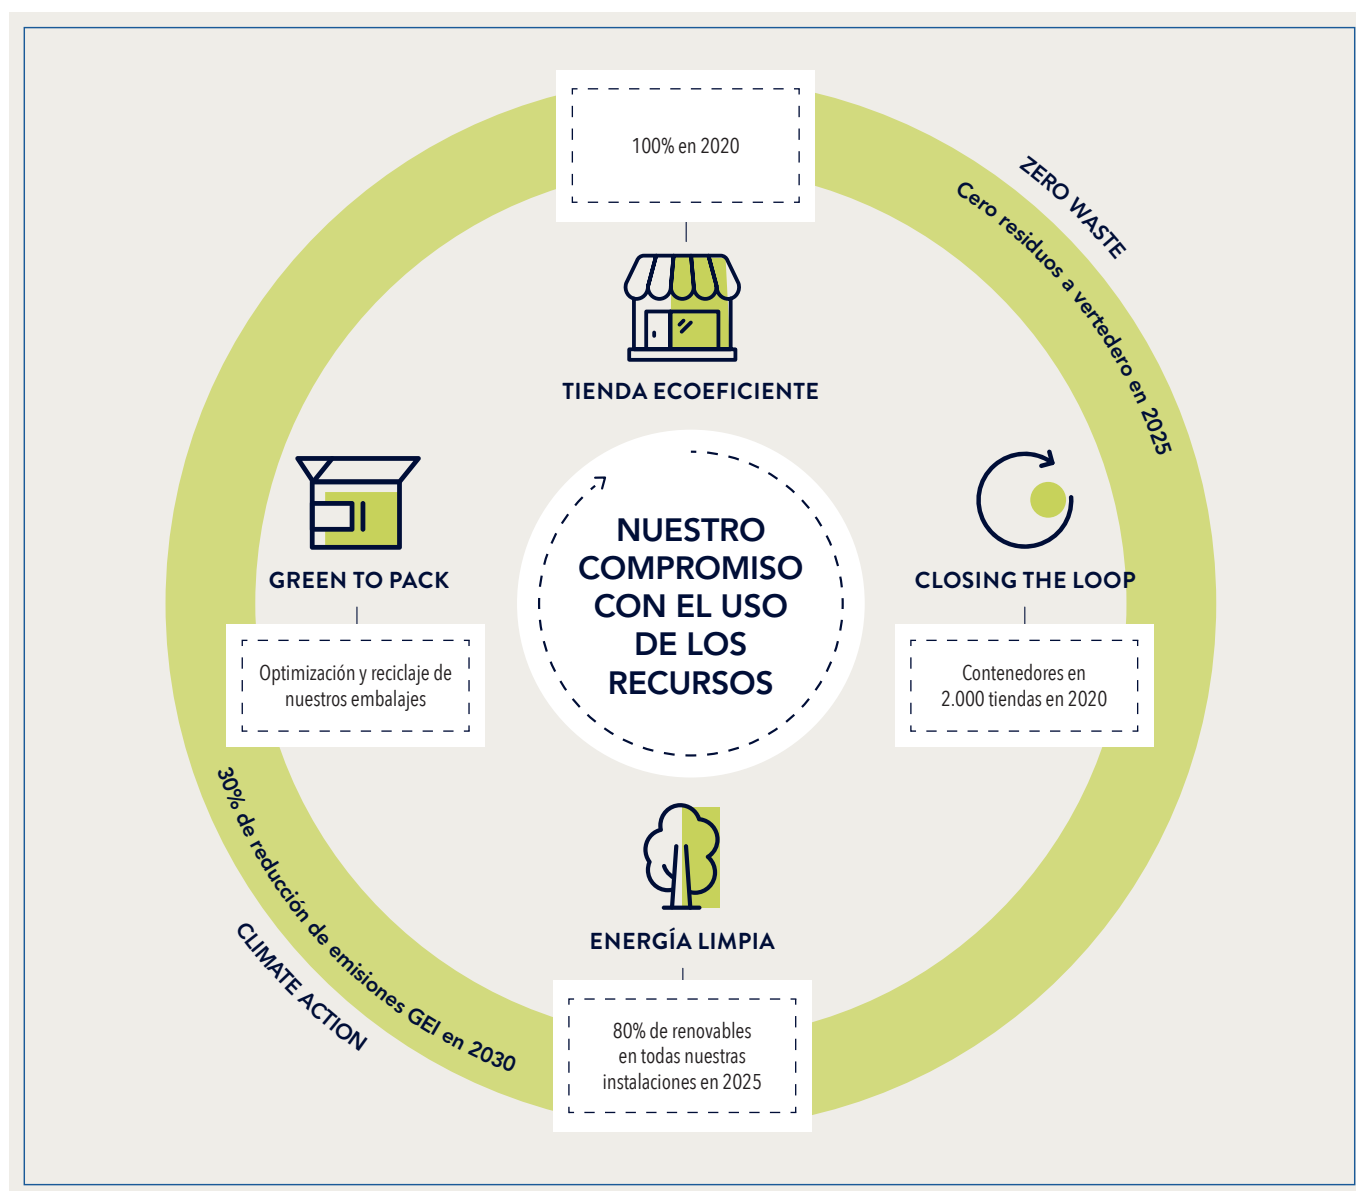 100% en 2020
TIENDA ECOEFICIENTE
ZERO WASTE
Cero residuos a vertedero en 2025
GREEN TO PACK
Optimización y reciclaje de
nuestros embalajes
NUESTRO
COMPROMISO
CON EL USO
DE LOS
RECURSOS
CLOSING THE LOOP
Contenedores en
2.000 tiendas en 2020
30% de reducción de emisiones GEI en 2030
CLIMATE ACTION
ENERGÍA LIMPIA
80% de renovables
en todas nuestras
instalaciones en 2025